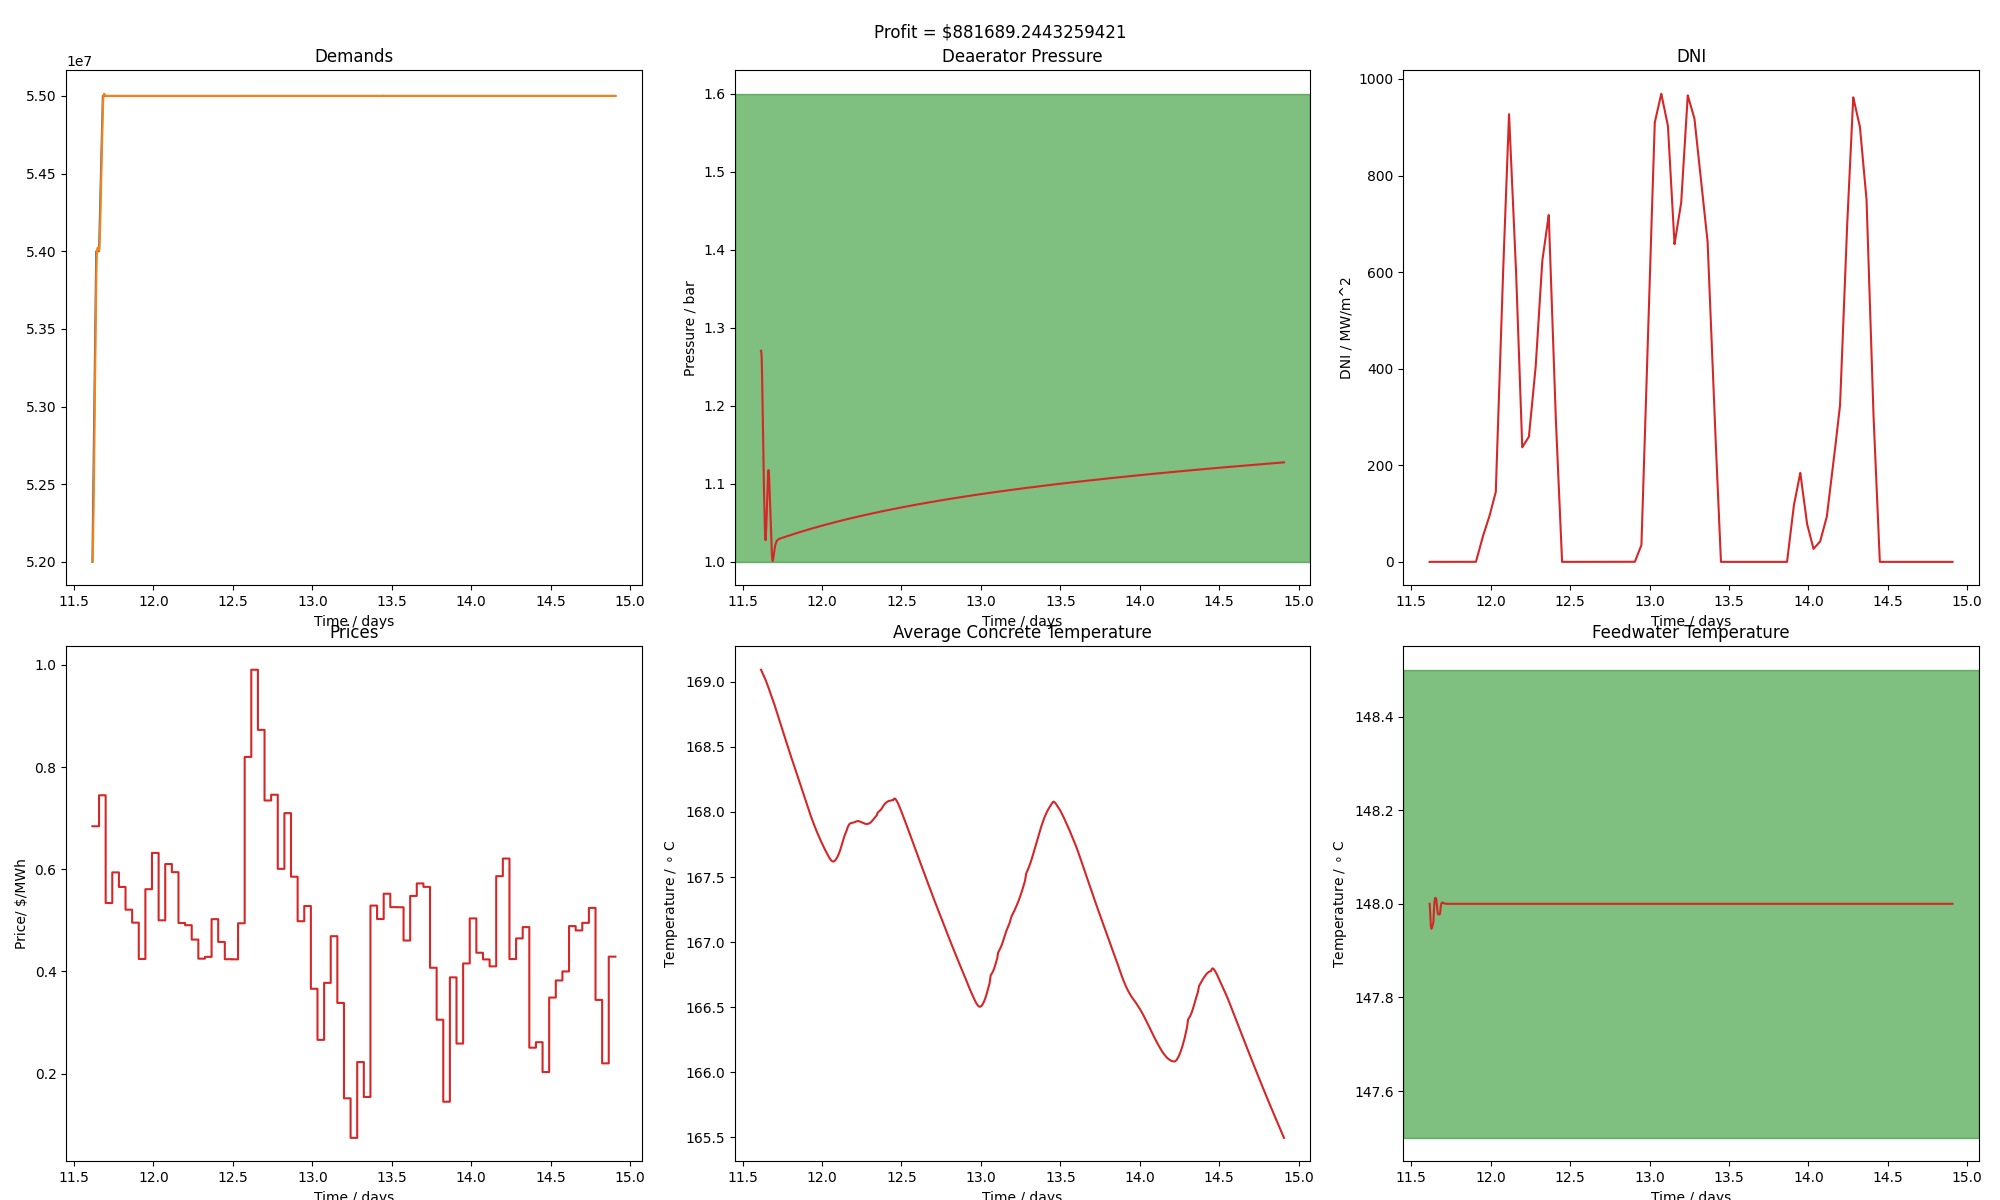 Profit = $881689.2443259421
Demands
1e7
5.50
5.45
5.40
5.35
5.30
5.25
5.20
11.5 12.0 12.5 13.0 13.5 14.0 14.5 15.0
Time / days
Deaerator Pressure
Pressure / bar
1.6
1.5
1.4
1.3
1.2
1.1
1.0
11.5 12.0 12.5 13.0 13.5 14.0 14.5 15.0
Time / days
DNI
DNI / MW/m^2
1000
800
600
400
200
0
11.5 12.0 12.5 13.0 13.5 14.0 14.5 15.0
Time / days
Prices
Price/ $/MWh
1.0
0.8
0.6
0.4
0.2
11.5 12.0 12.5 13.0 13.5 14.0 14.5 15.0
Time / days
Average Concrete Temperature
Temperature / ∘ C
169.0
168.5
168.0
167.5
167.0
166.5
166.0
165.5
11.5 12.0 12.5 13.0 13.5 14.0 14.5 15.0
Time / days
Feedwater Temperature
Temperature / ∘ C
148.4
148.2
148.0
147.8
147.6
11.5 12.0 12.5 13.0 13.5 14.0 14.5 15.0
Time / days